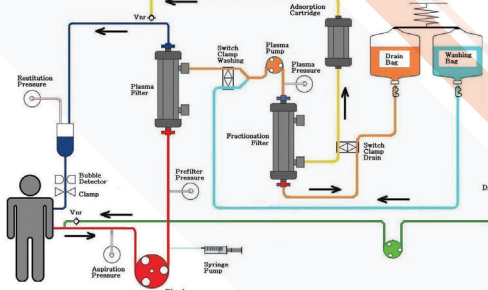 Vnr
Adsorption
Cartridge
Switch
Clamp
Washing
Plasma
Pump
Plasma
Pressure
Drain
Bag
Washing
Bag
Restitution
Pressure
Plasma
Filter
Fractionation
Filter
Switch
Clamp
Drain
Bubble
Detector
Clamp
Prefilter
Pressure
Vnr
Aspiration
Pressure
Syringe
Pump